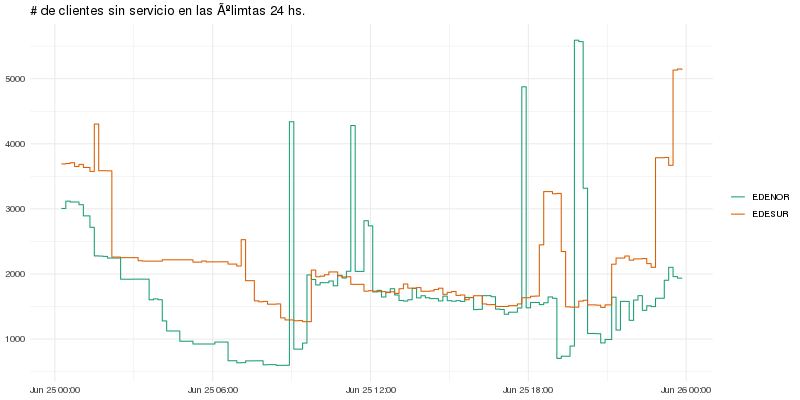 # de clientes sin servicio en las Ãºlimtas 24 hs.
5000
4000
3000
2000
1000
Jun 25 00:00
Jun 25 06:00
Jun 25 12:00
Jun 25 18:00
Jun 26 00:00
EDENOR
EDESUR